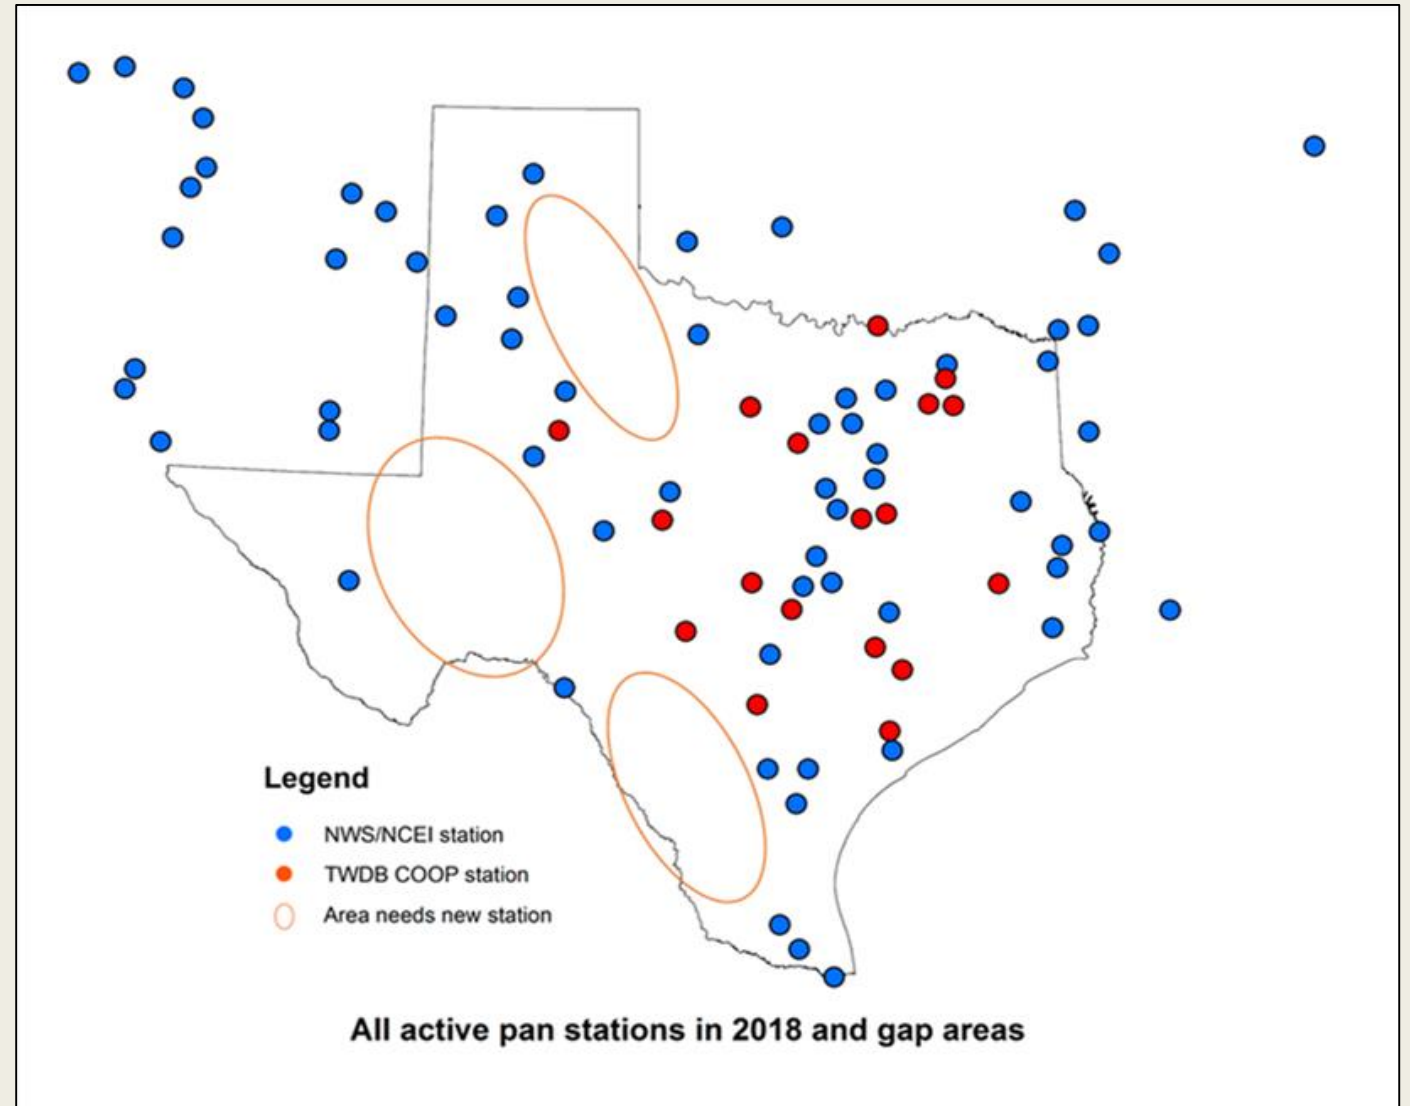 Legend
NWS/NCEI station
TWDB COOP station
Area needs new station
All active pan stations in 2018 and gap areas